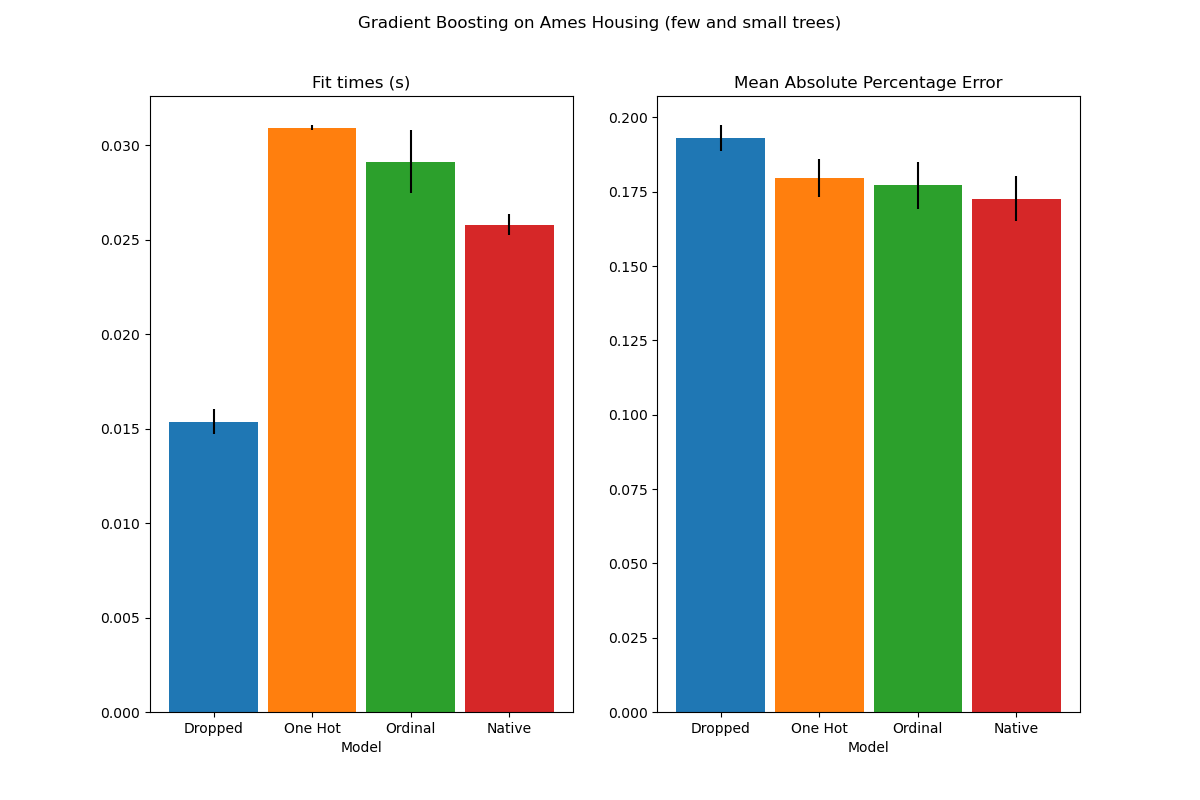 Gradient Boosting on Ames Housing (few and small trees)
Fit times (s)
0.030
0.025
0.020
0.015
0.010
0.005
0.000
Dropped One Hot Ordinal Native
Model
Mean Absolute Percentage Error
0.200
0.175
0.150
0.125
0.100
0.075
0.050
0.025
0.000
Dropped One Hot Ordinal Native
Model